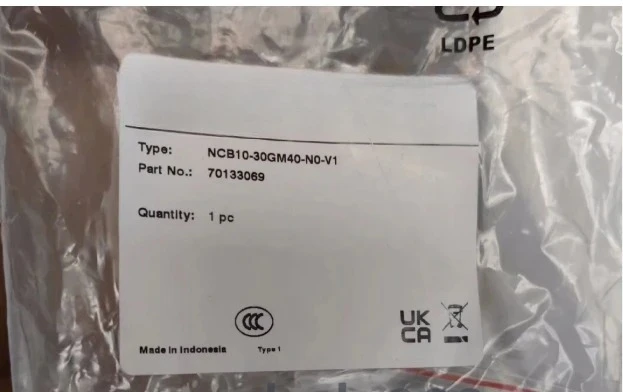 LDPE
Type: NCB10-30GM40-N0-V1
Part No.: 70133069
Quantity: 1 pc
CCC
UK
CA
Made in Indonesia Type 1